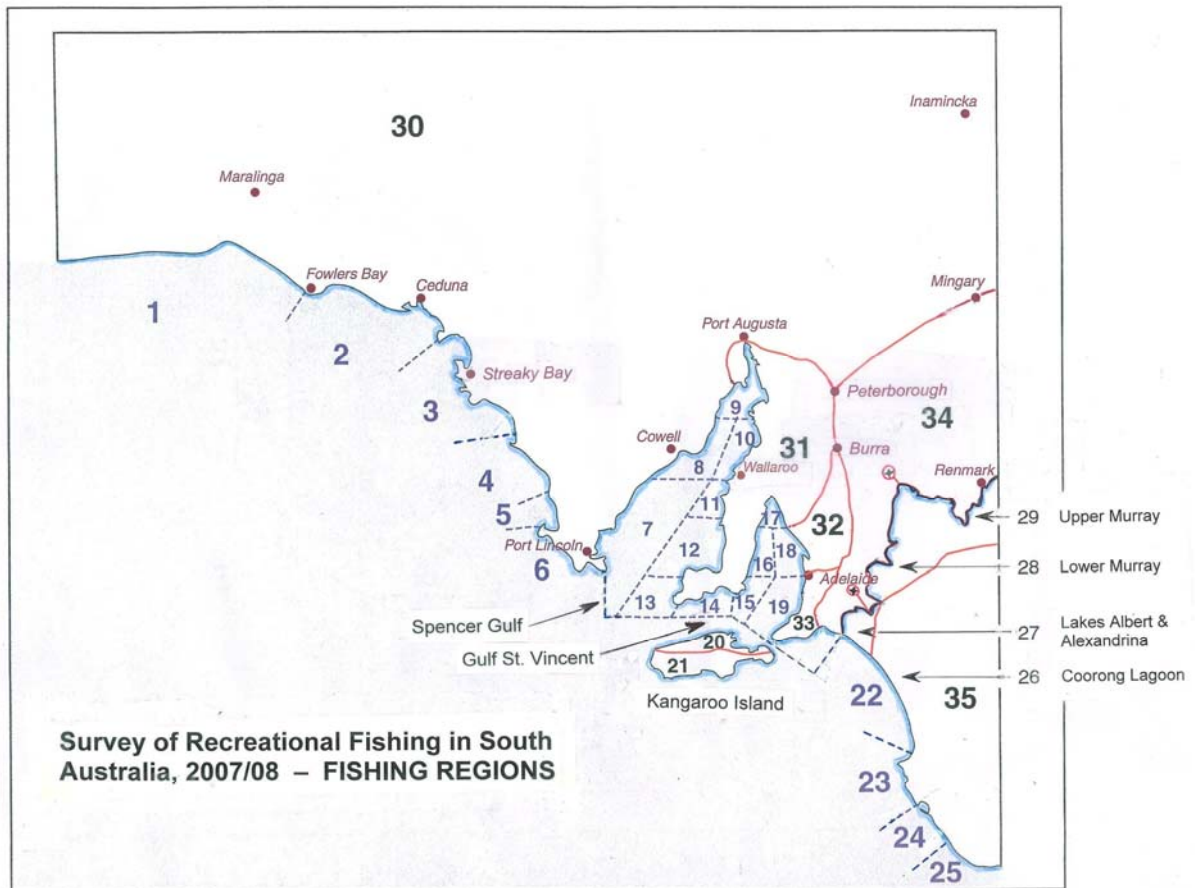 Inamincka
30
Maralinga
Fowlers Bay
Ceduna
Mingary
1
Port Augusta
2
Streaky Bay
Peterborough
3
9
34
10
Cowell
31
Burra
4
8
Wallaroo
Renmark
5
11
7
17
32
29 Upper Murray
Port Lincoln
12
16
18
28 Lower Murray
6
Adelaide
13
14
15
19
33
Spencer Gulf
27 Lakes Albert &
Alexandrina
20
Gulf St. Vincent
21
26 Coorong Lagoon
22
35
Kangaroo Island
Survey of Recreational Fishing in South
Australia, 2007/08 – FISHING REGIONS
23
24
25